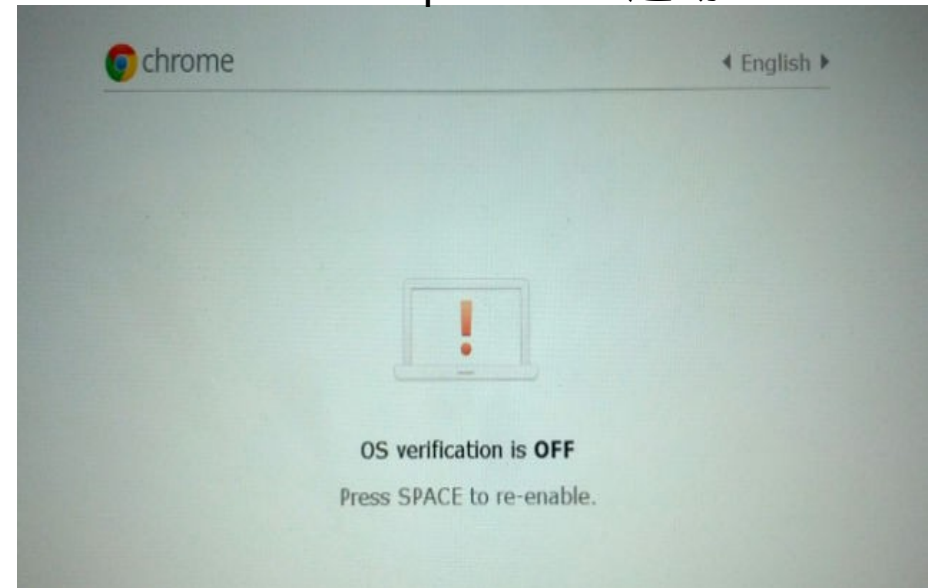 chrome
English
OS verification is OFF
Press SPACE to re-enable.